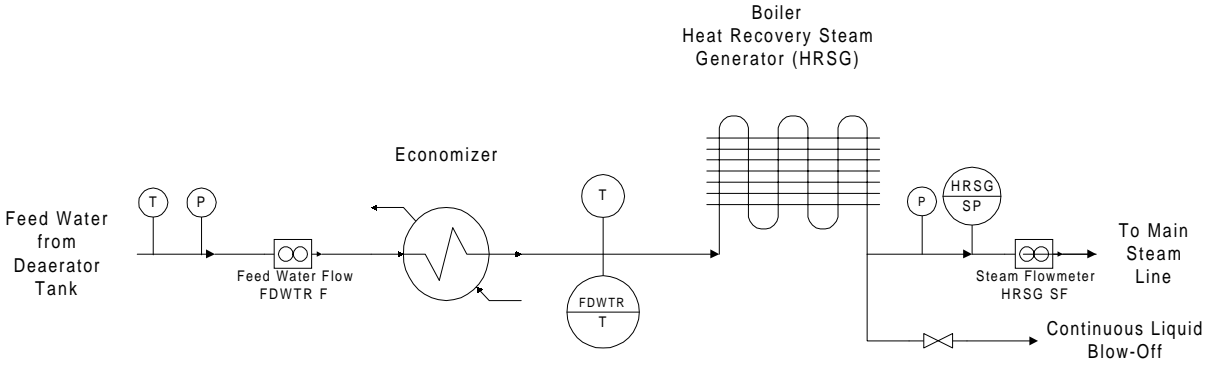 Boiler
Heat Recovery Steam
Generator (HRSG)
Economizer
T
P
T
P
HRSG
SP
Feed Water
from
Deaerator
Tank
Feed Water Flow
FDWTR F
FDWTR
T
Steam Flowmeter
HRSG SF
To Main
Steam
Line
Continuous Liquid
Blow-Off